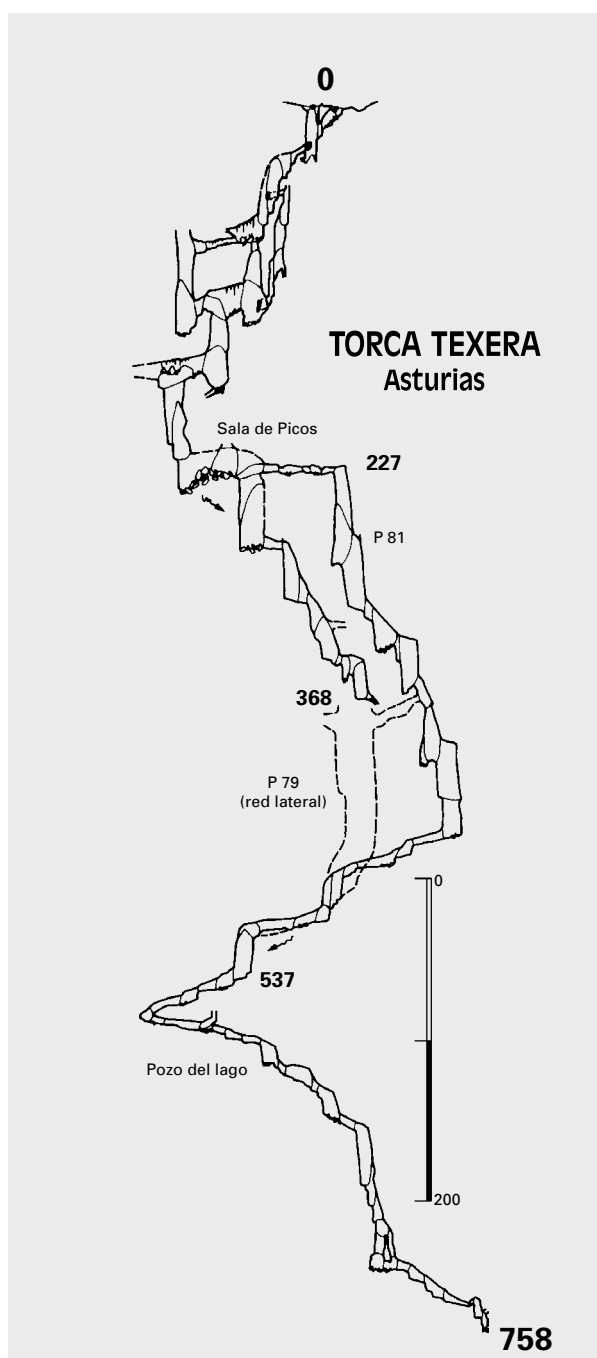 0
TORCA TEXERA
Asturias
Sala de Picos
227
P 81
368
P 79
(red lateral)
0
537
Pozo del lago
200
758